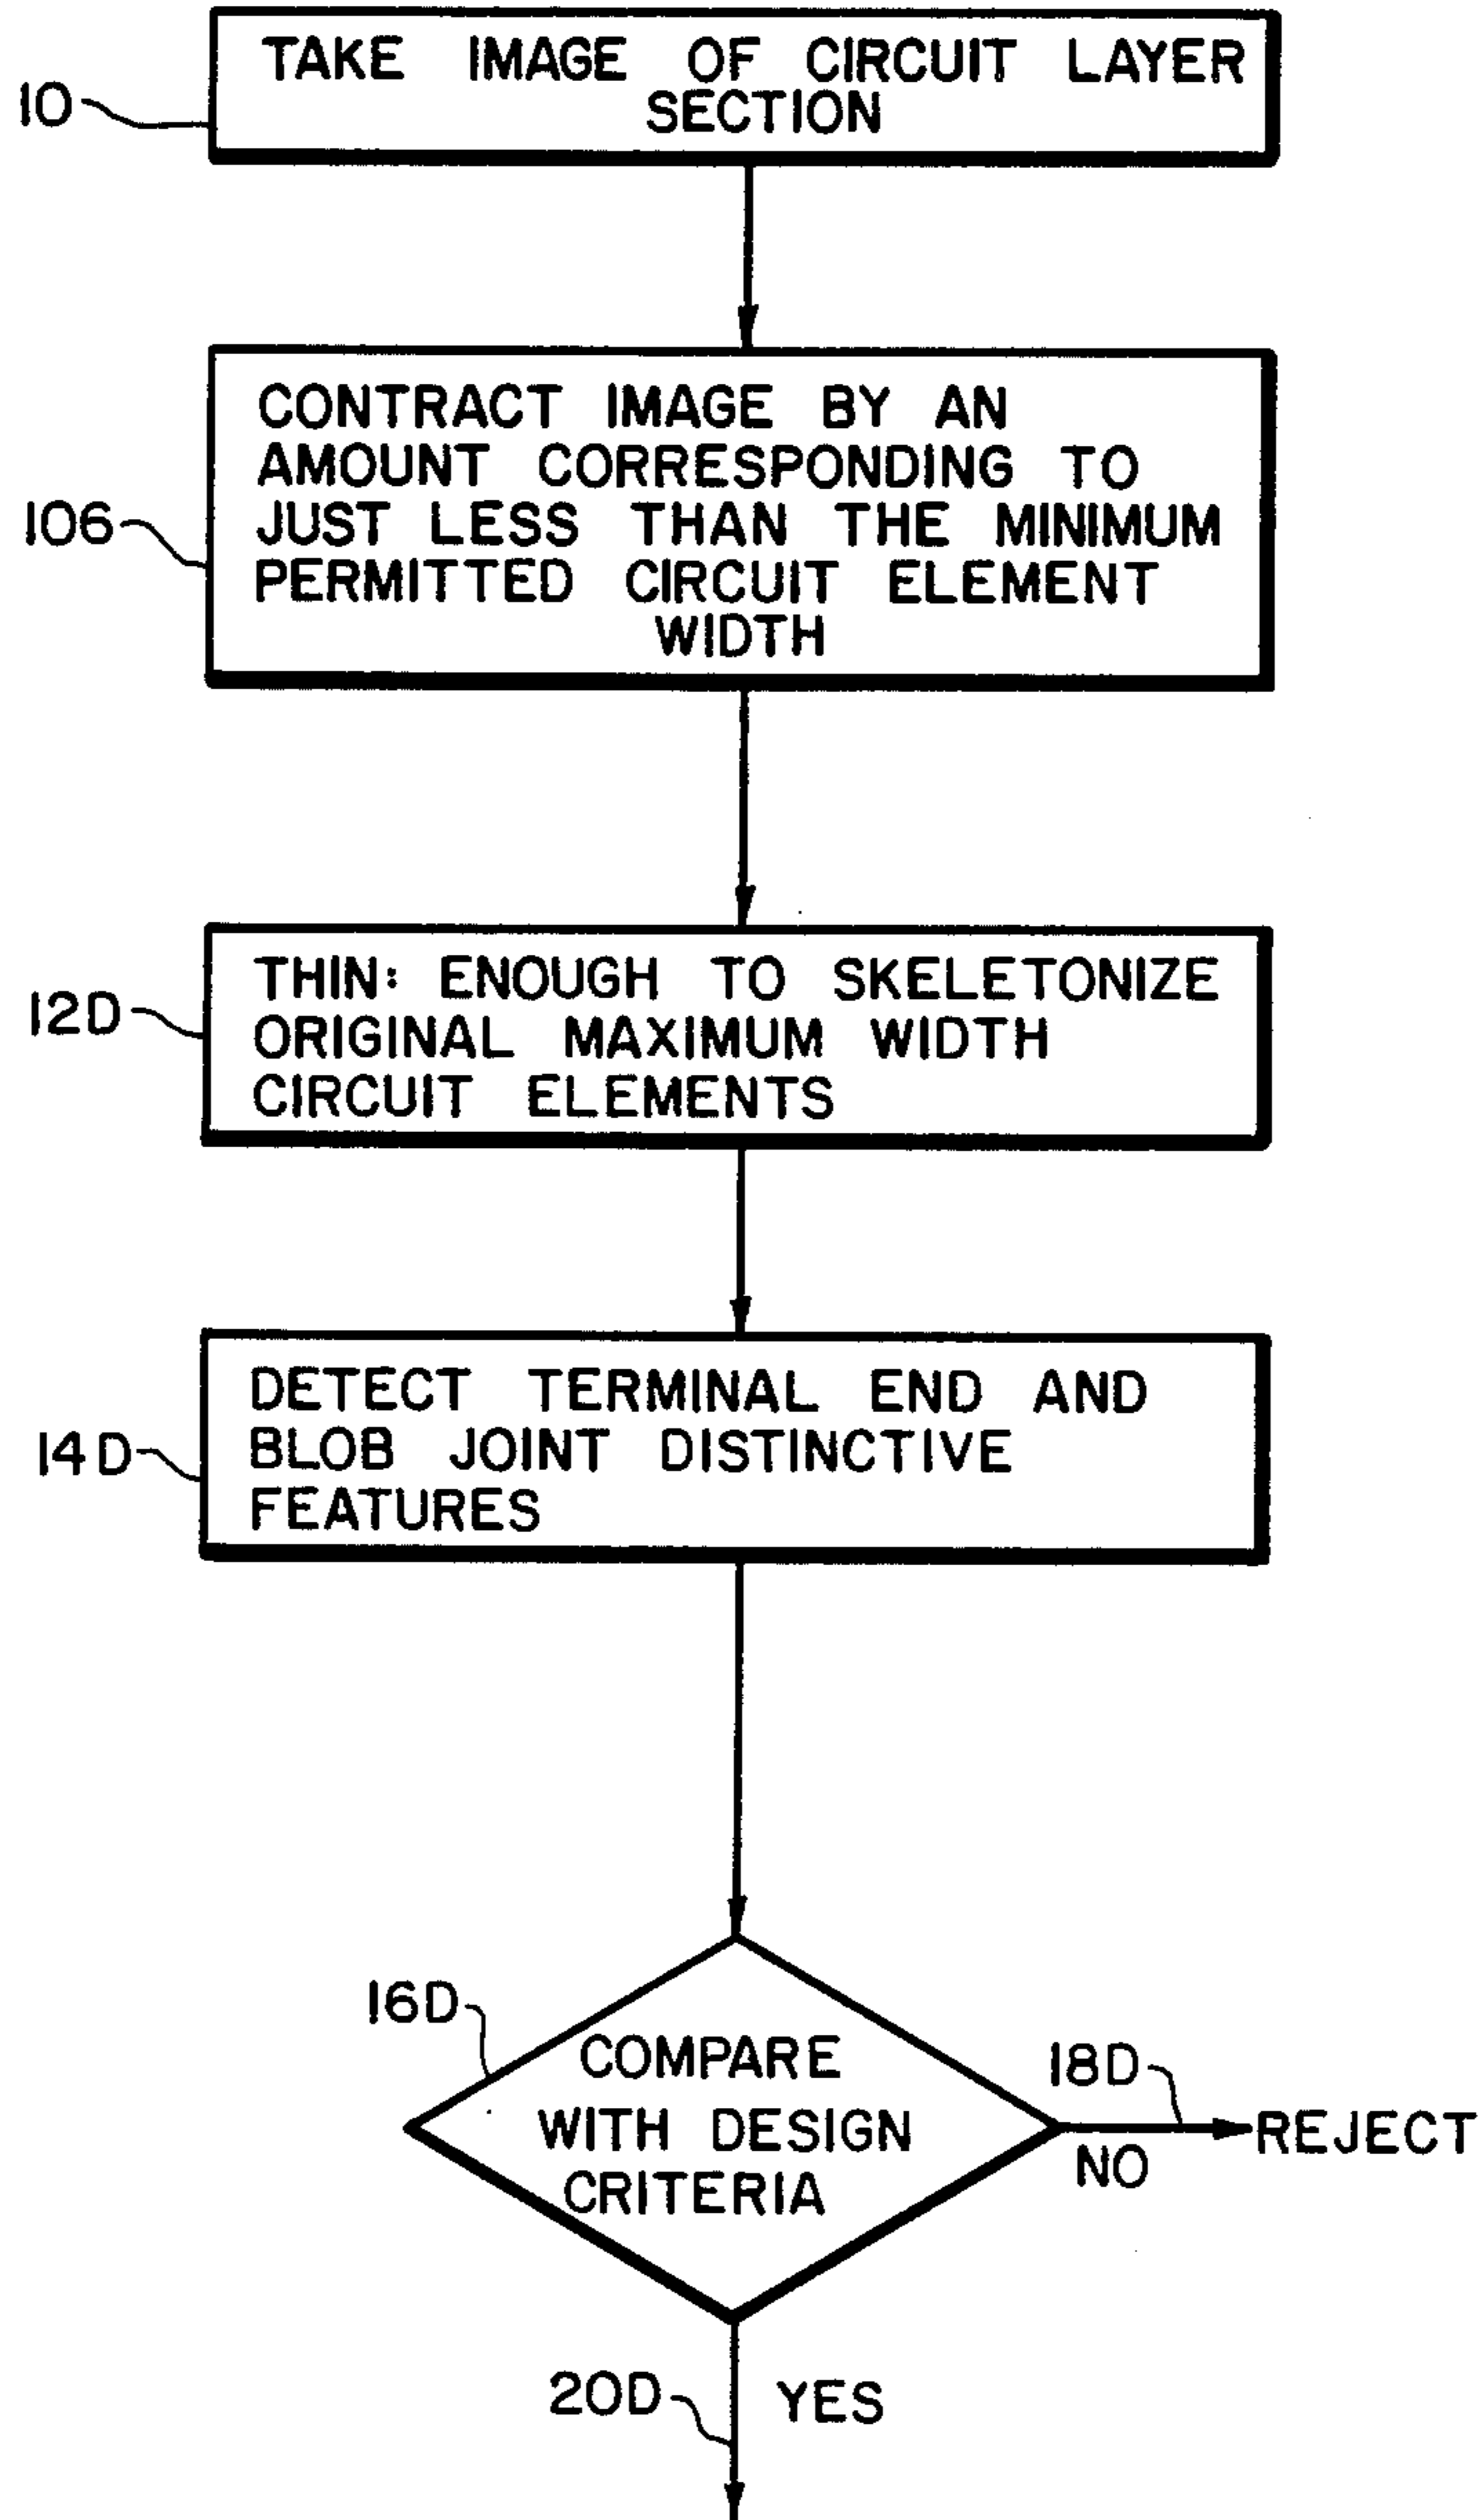 TAKE IMAGE OF CIRCUIT LAYER
SECTION
10
CONTRACT IMAGE BY AN
AMOUNT CORRESPONDING TO
JUST LESS THAN THE MINIMUM
PERMITTED CIRCUIT ELEMENT
WIDTH
106
THIN: ENOUGH TO SKELETONIZE
ORIGINAL MAXIMUM WIDTH
CIRCUIT ELEMENTS
12D
DETECT TERMINAL END AND
BLOB JOINT DISTINCTIVE
FEATURES
14D
16D
COMPARE
WITH DESIGN
CRITERIA
18D
REJECT
NO
20D
YES